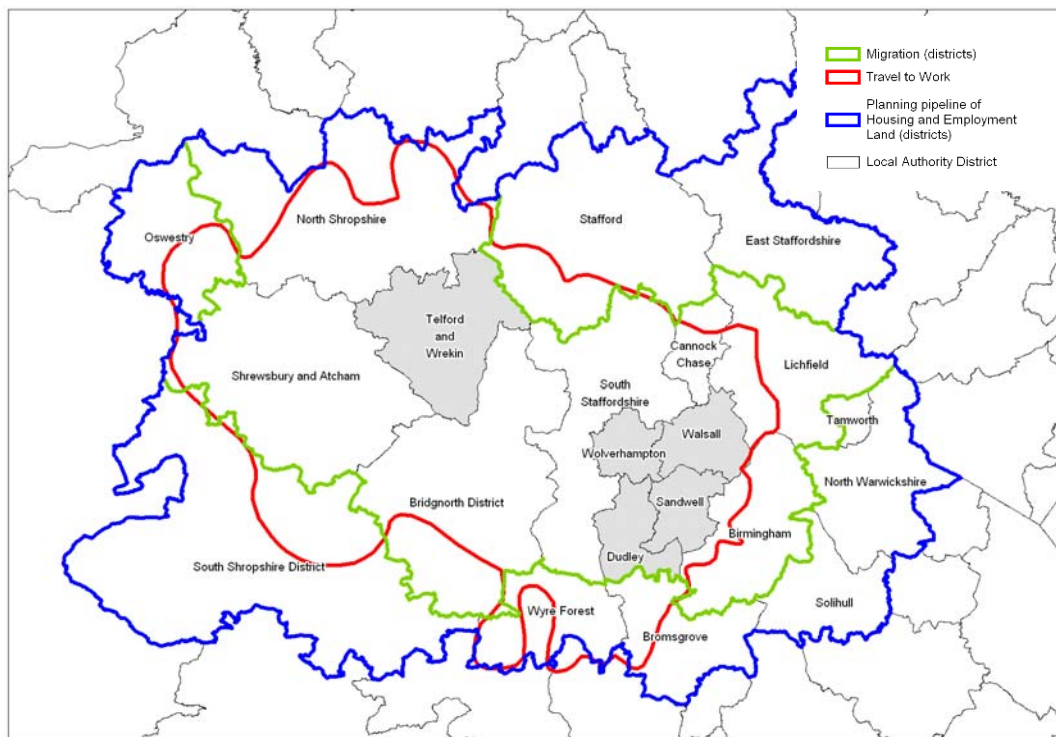 Migration (districts)
Travel to Work
Planning pipeline of
Housing and Employment
Land (districts)
Local Authority District
North Shropshire
Stafford
Oswestry
East Staffordshire
Telford
and
Wrekin
Cannock
Chase
Lichfield
Shrewsbury and Atcham
South
Staffordshire
Tamworth
Walsall
Wolverhampton
North Warwickshire
Bridgnorth District
Sandwell
Birmingham
Dudley
South Shropshire District
Wyre Forest
Solihull
Bromsgrove